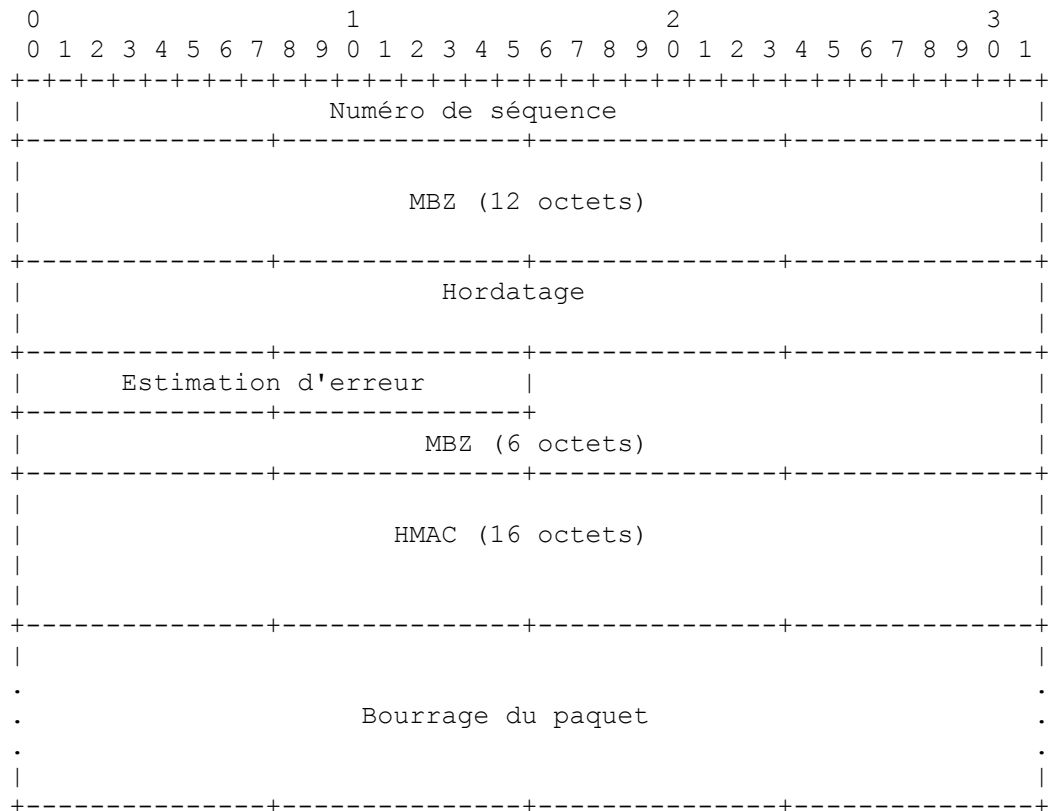 0 1 2 3
0 1 2 3 4 5 6 7 8 9 0 1 2 3 4 5 6 7 8 9 0 1 2 3 4 5 6 7 8 9 0 1
+-+-+-+-+-+-+-+-+-+-+-+-+-+-+-+-+-+-+-+-+-+-+-+-+-+-+-+-+-+-+-+-+
Numéro de séquence
MBZ (12 octets)
Hordatage
Estimation d'erreur
MBZ (6 octets)
HMAC (16 octets)
Bourrage du paquet